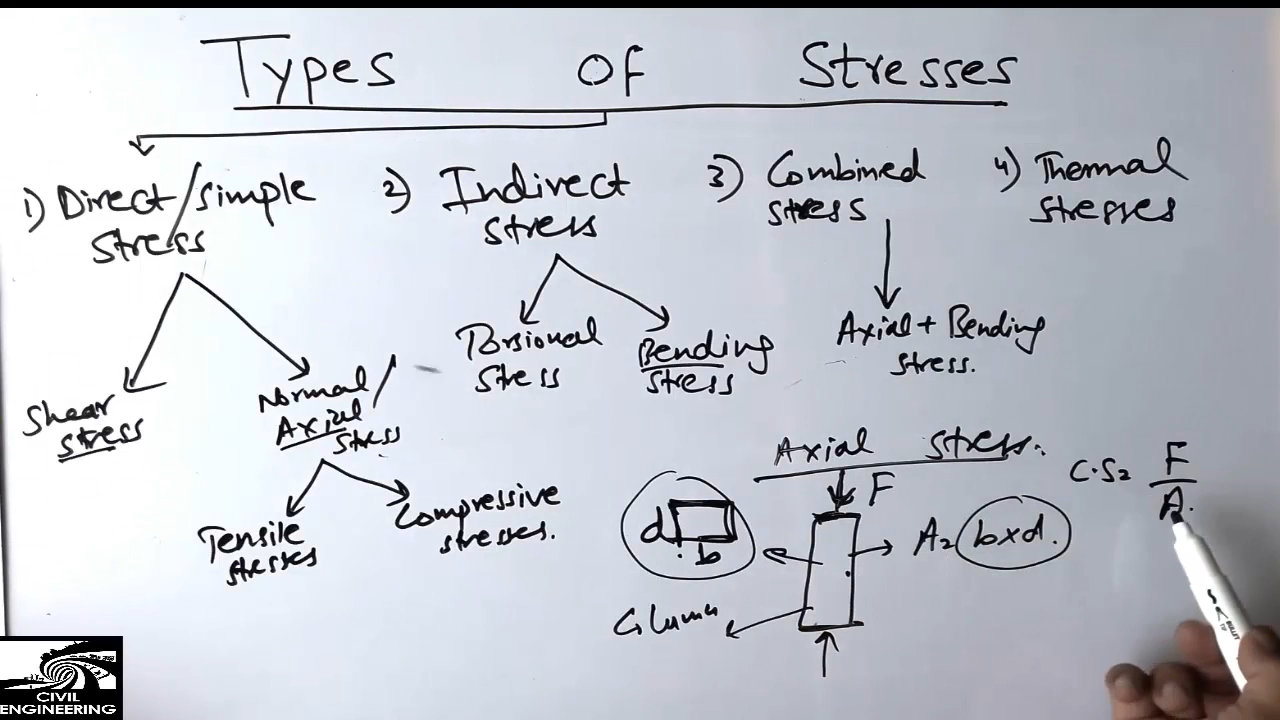 Types Of Stresses
1) Direct/simple stress
2) Indirect stress
3) Combined stress
4) Thermal stresses
Shear stress
Normal/
Axial stress
Torsional stress
Bending stress
Axial + Bending stress.
Tensile stresses
Compressive stresses.
Axial stress.
F
d
b
A= b×d.
C.S= F/A.
Column
CIVIL
ENGINEERING